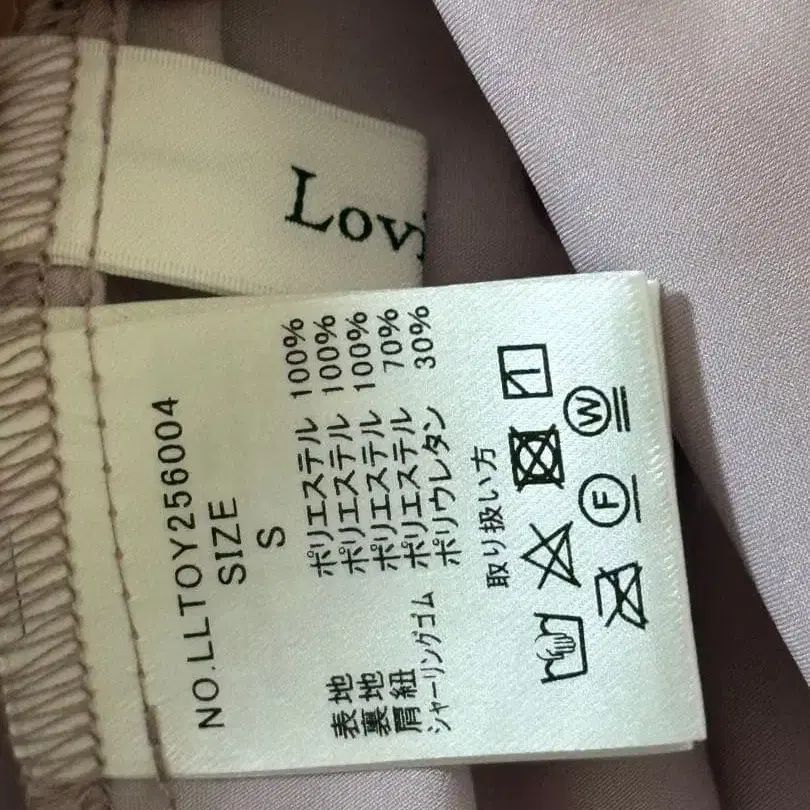 Lov
NO.LLTOY256004
SIZE
S
表地 ポリエステル 100%
裏地 ポリエステル 100%
肩紐 ポリエステル 100%
シャーリングゴム ポリエステル 70%
ポリウレタン 30%
取り扱い方
F W